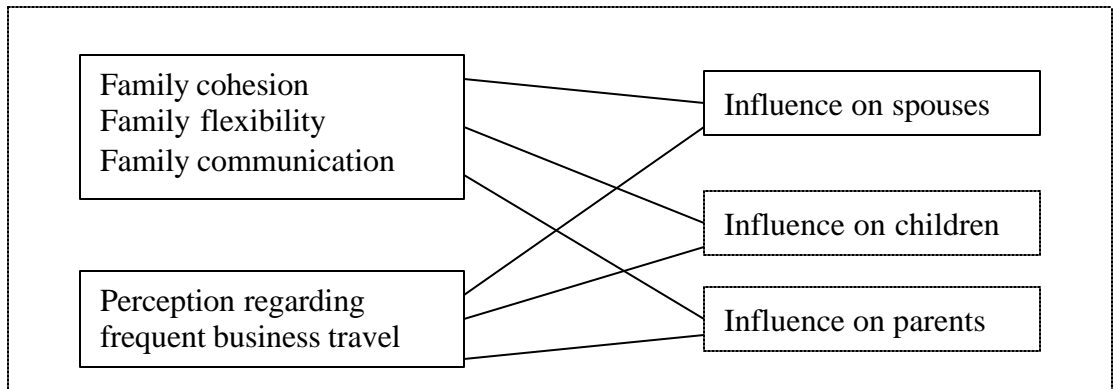 Family cohesion
Family flexibility
Family communication
Perception regarding
frequent business travel
Influence on spouses
Influence on children
Influence on parents